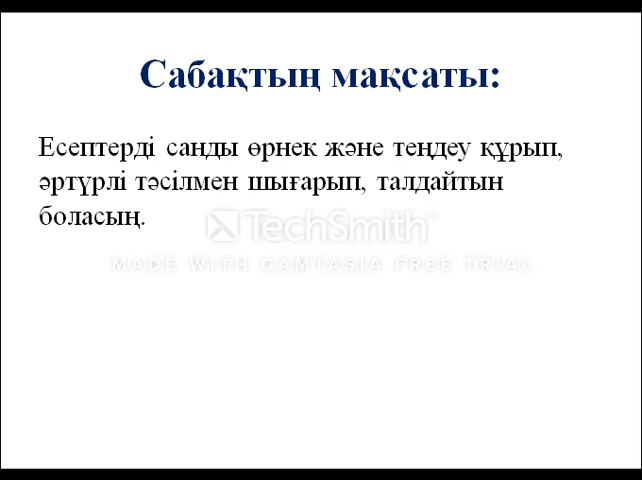 Сабақтың мақсаты:
Есептерді санды өрнек және теңдеу құрып,
әртүрлі тәсілмен шығарып, талдайтын
боласың.
TechSmith
MADE WITH CAMTASIA FREE TRIAL